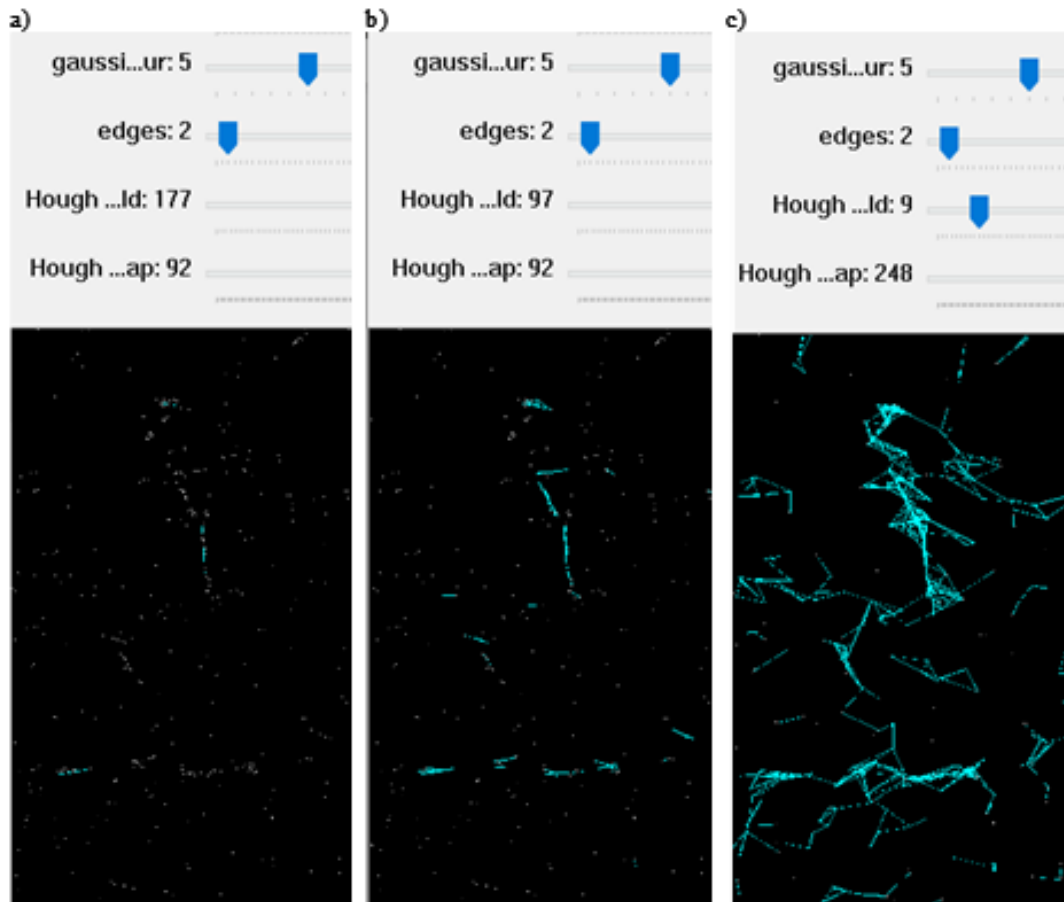 a)
gaussi...ur: 5
edges: 2
Hough ...ld: 177
Hough ...ap: 92
b)
gaussi...ur: 5
edges: 2
Hough ...ld: 97
Hough ...ap: 92
c)
gaussi...ur: 5
edges: 2
Hough ...ld: 9
Hough ...ap: 248